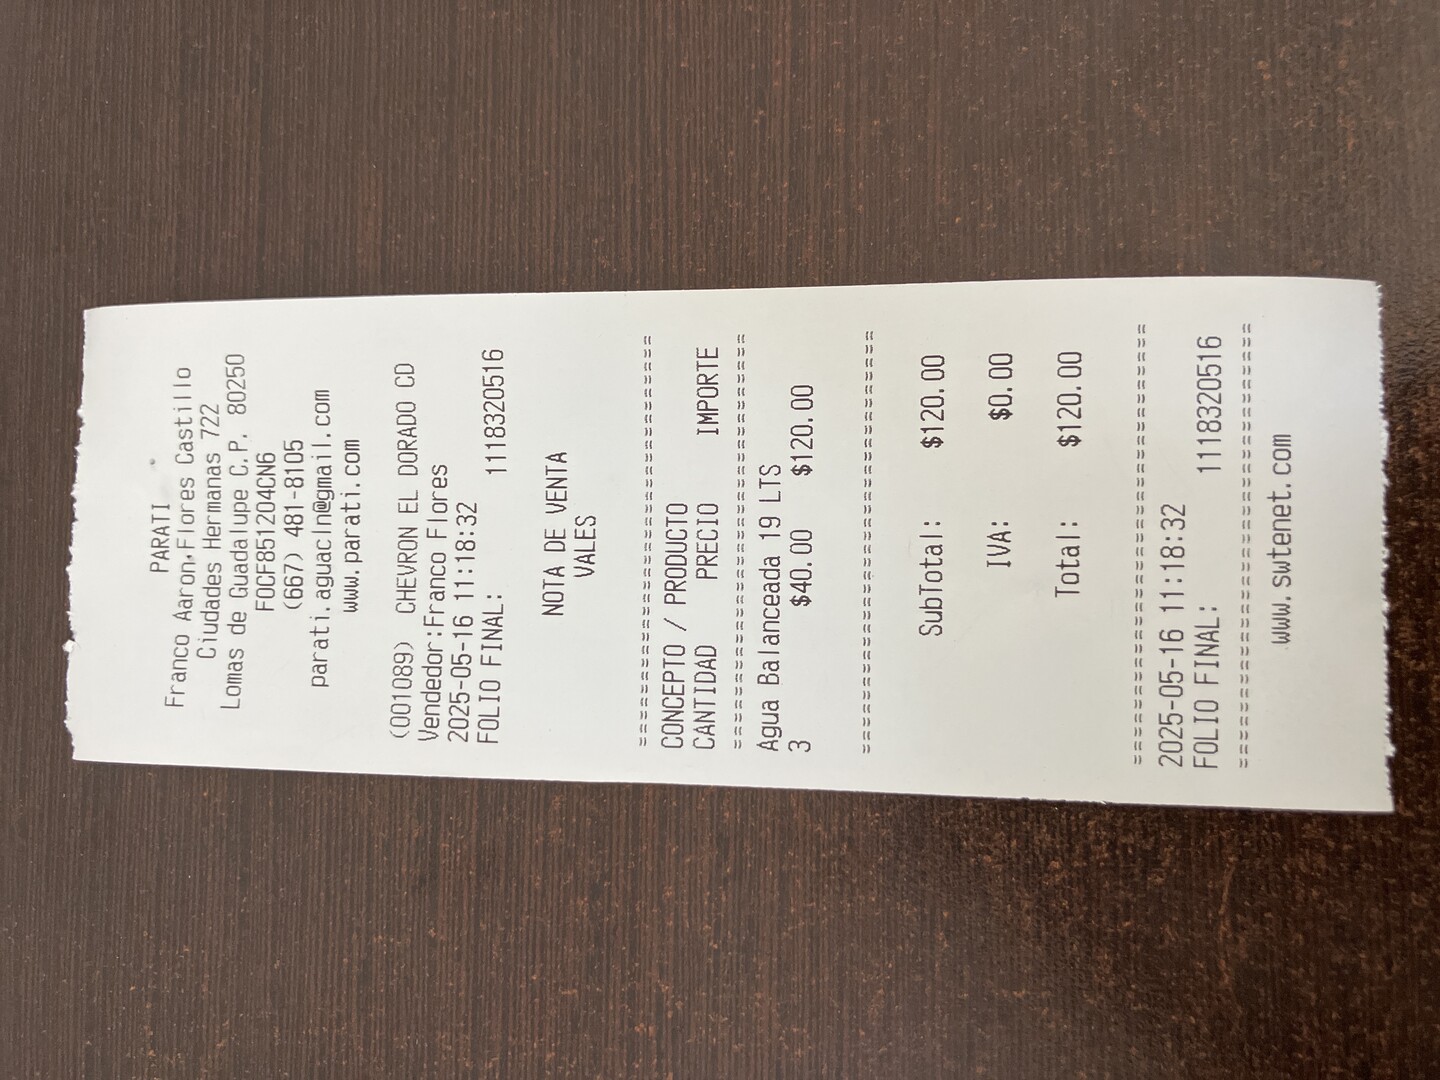 PARATI
Franco Aaron Flores Castillo
Ciudades Hermanas 722
Lomas de Guadalupe C.P. 80250
FOCF851204CN6
(667) 481-8105
parati.aguacln@gmail.com
www.parati.com
(001089) CHEVRON EL DORADO CD
Vendedor:Franco Flores
2025-05-16 11:18:32
FOLIO FINAL: 1118320516
NOTA DE VENTA
VALES
==================================
CONCEPTO / PRODUCTO
CANTIDAD PRECIO IMPORTE
==================================
Agua Balanceada 19 LTS
3 $40.00 $120.00
==================================
SubTotal: $120.00
IVA: $0.00
Total: $120.00
==================================
2025-05-16 11:18:32
FOLIO FINAL: 1118320516
==================================
www.swtenet.com